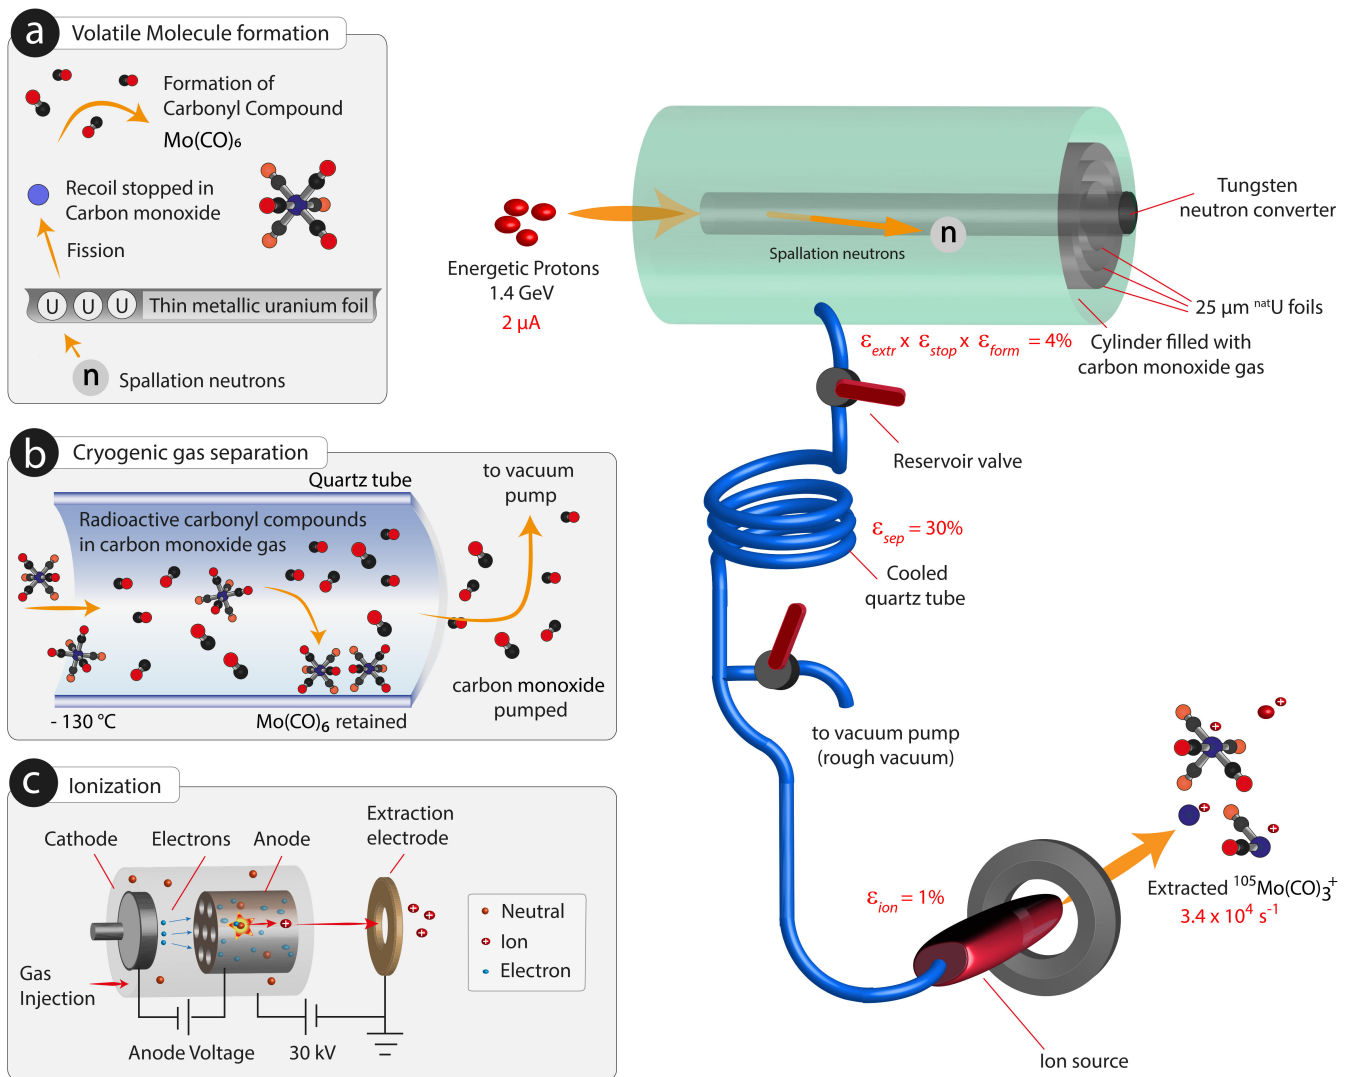 a
Volatile Molecule formation
Formation of
Carbonyl Compound
Mo(CO)₆
Recoil stopped in
Carbon monoxide
Fission
U U U Thin metallic uranium foil
n
Spallation neutrons
b
Cryogenic gas separation
Quartz tube
to vacuum
pump
Radioactive carbonyl compounds
in carbon monoxide gas
- 130 °C
Mo(CO)₆ retained
carbon monoxide
pumped
c
Ionization
Cathode
Electrons
Anode
Extraction
electrode
Gas
Injection
Anode Voltage
30 kV
Neutral
+ Ion
Electron
Energetic Protons
1.4 GeV
2 µA
n
Spallation neutrons
Tungsten
neutron converter
25 µm ⁿᵃᵗU foils
Cylinder filled with
carbon monoxide gas
εextr x εstop x εform = 4%
Reservoir valve
εsep = 30%
Cooled
quartz tube
to vacuum pump
(rough vacuum)
εion = 1%
Extracted ¹⁰⁵Mo(CO)₃⁺
3.4 x 10⁴ s⁻¹
Ion source